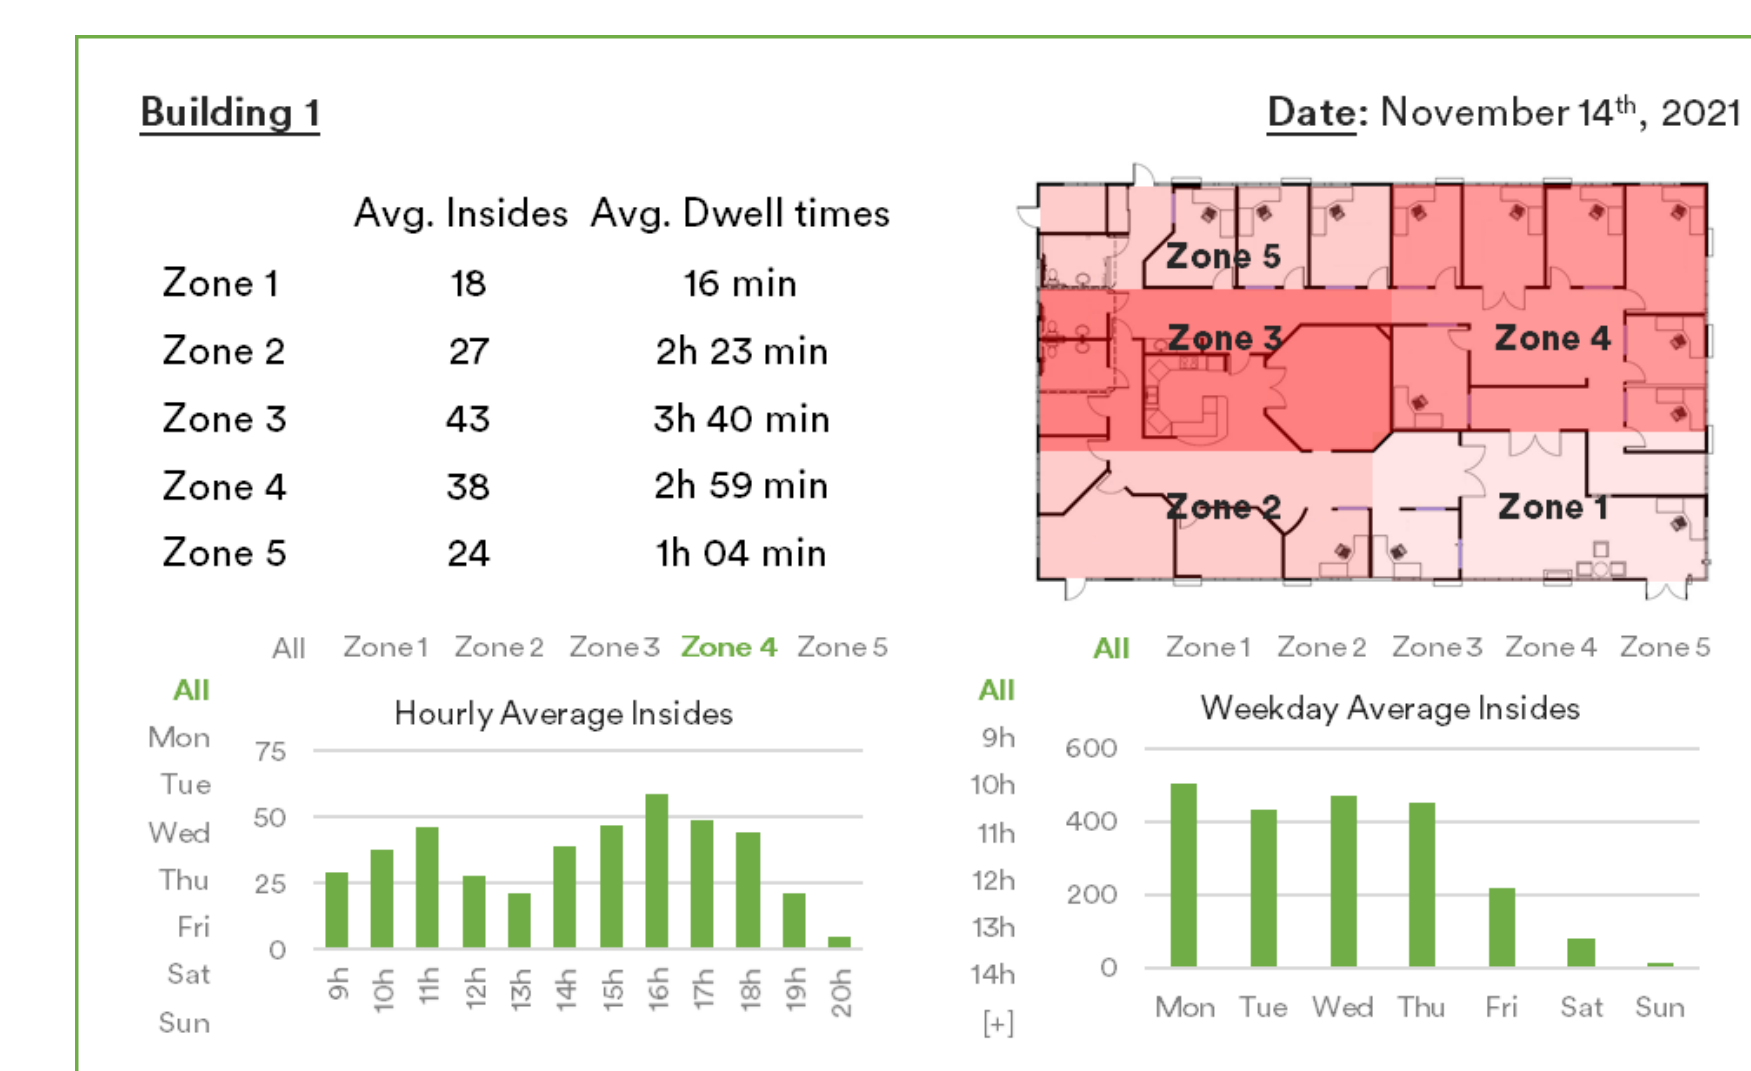 Building 1
Date: November 14th, 2021
Avg. Insides Avg. Dwell times
Zone 1 18 16 min
Zone 2 27 2h 23 min
Zone 3 43 3h 40 min
Zone 4 38 2h 59 min
Zone 5 24 1h 04 min
Zone 5
Zone 3
Zone 4
Zone 2
Zone 1
All Zone 1 Zone 2 Zone 3 Zone 4 Zone 5
All
Mon
Tue
Wed
Thu
Fri
Sat
Sun
Hourly Average Insides
75
50
25
0
9h 10h 11h 12h 13h 14h 15h 16h 17h 18h 19h 20h
All Zone 1 Zone 2 Zone 3 Zone 4 Zone 5
All
9h
10h
11h
12h
13h
14h
[+]
Weekday Average Insides
600
400
200
0
Mon Tue Wed Thu Fri Sat Sun